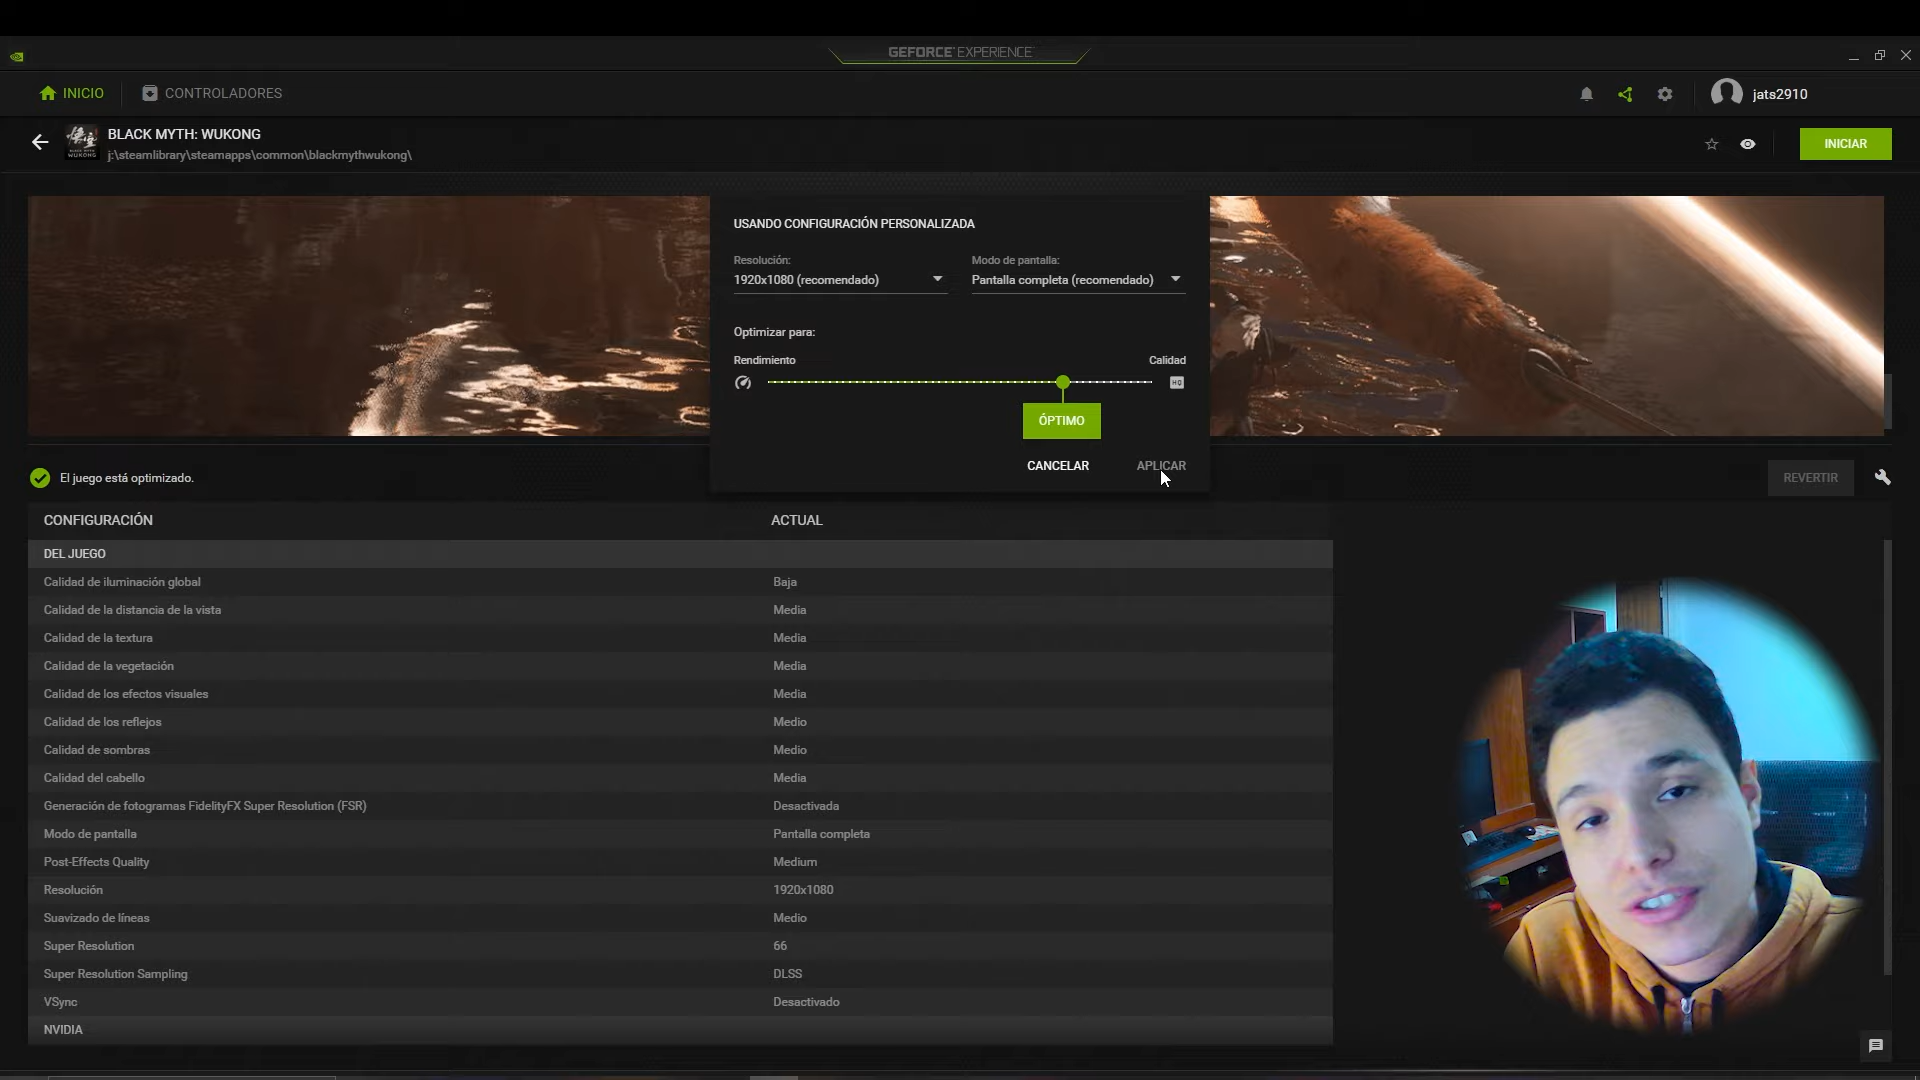 GEFORCE EXPERIENCE
INICIO
CONTROLADORES
jats2910
BLACK MYTH: WUKONG
j:\steamlibrary\steamapps\common\blackmythwukong\
INICIAR
USANDO CONFIGURACIÓN PERSONALIZADA
Resolución:
Modo de pantalla:
1920x1080 (recomendado)
Pantalla completa (recomendado)
Optimizar para:
Rendimiento
Calidad
HQ
ÓPTIMO
CANCELAR
APLICAR
El juego está optimizado.
REVERTIR
CONFIGURACIÓN
ACTUAL
DEL JUEGO
Calidad de iluminación global
Baja
Calidad de la distancia de la vista
Media
Calidad de la textura
Media
Calidad de la vegetación
Media
Calidad de los efectos visuales
Media
Calidad de los reflejos
Medio
Calidad de sombras
Medio
Calidad del cabello
Media
Generación de fotogramas FidelityFX Super Resolution (FSR)
Desactivada
Modo de pantalla
Pantalla completa
Post-Effects Quality
Medium
Resolución
1920x1080
Suavizado de líneas
Medio
Super Resolution
66
Super Resolution Sampling
DLSS
VSync
Desactivado
NVIDIA